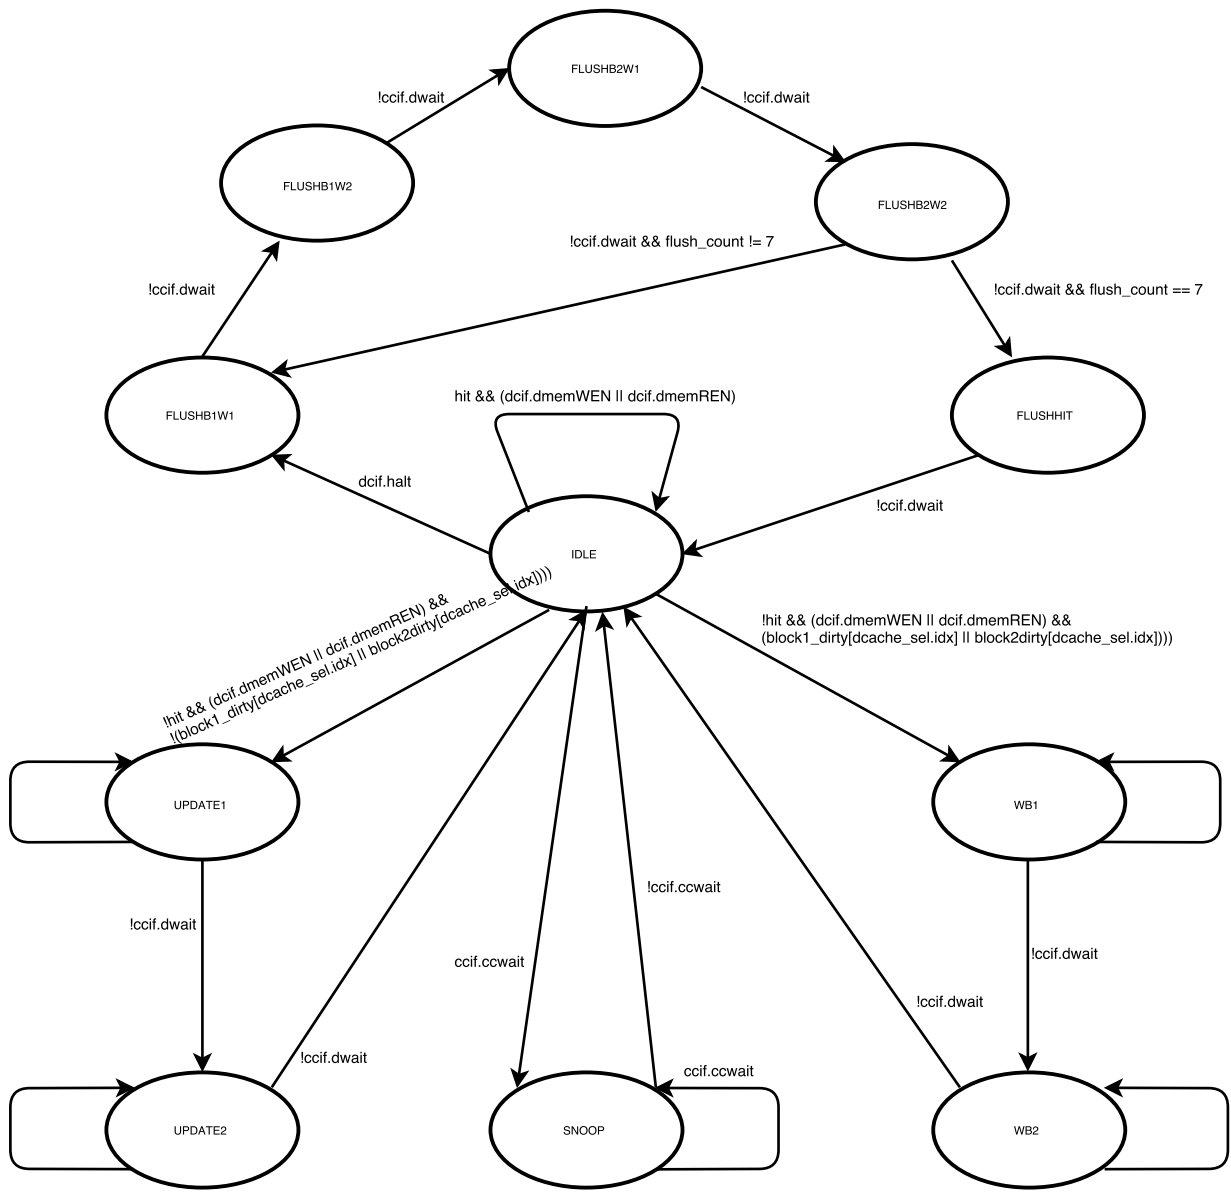 FLUSHB2W1
!ccif.dwait
!ccif.dwait
FLUSHB1W2
FLUSHB2W2
!ccif.dwait && flush_count != 7
!ccif.dwait
!ccif.dwait && flush_count == 7
FLUSHB1W1
hit && (dcif.dmemWEN || dcif.dmemREN)
FLUSHHIT
dcif.halt
!ccif.dwait
IDLE
!hit && (dcif.dmemWEN || dcif.dmemREN) &&
!(block1_dirty[dcache_sel.idx] || block2dirty[dcache_sel.idx])))
!hit && (dcif.dmemWEN || dcif.dmemREN) &&
(block1_dirty[dcache_sel.idx] || block2dirty[dcache_sel.idx])))
UPDATE1
WB1
!ccif.ccwait
!ccif.dwait
ccif.ccwait
!ccif.dwait
!ccif.dwait
!ccif.dwait
ccif.ccwait
UPDATE2
SNOOP
WB2